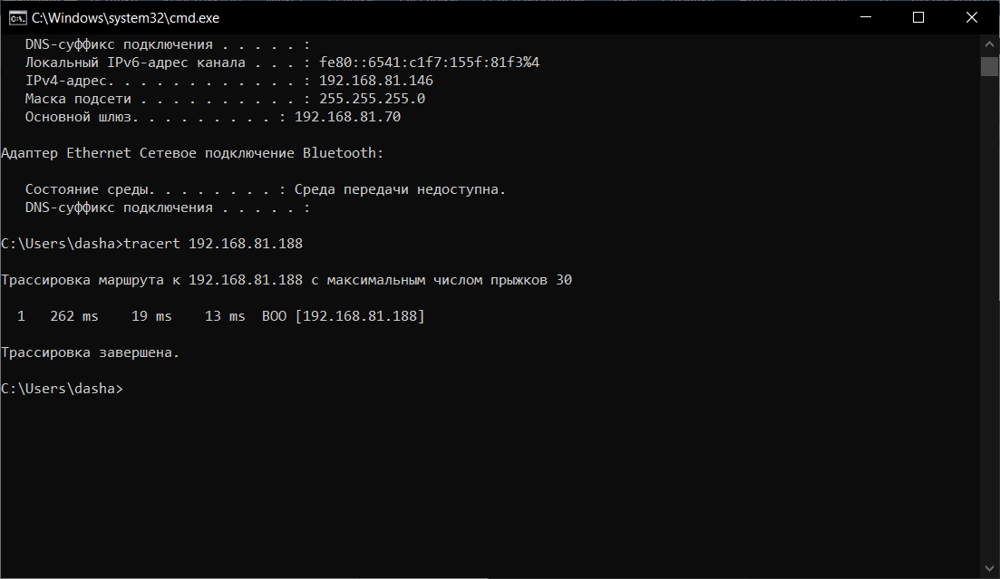 C:\Windows\system32\cmd.exe
DNS-суффикс подключения . . . . . :
Локальный IPv6-адрес канала . . . : fe80::6541:c1f7:155f:81f3%4
IPv4-адрес. . . . . . . . . . . . : 192.168.81.146
Маска подсети . . . . . . . . . . : 255.255.255.0
Основной шлюз. . . . . . . . . : 192.168.81.70
Адаптер Ethernet Сетевое подключение Bluetooth:
Состояние среды. . . . . . . . : Среда передачи недоступна.
DNS-суффикс подключения . . . . . :
C:\Users\dasha>tracert 192.168.81.188
Трассировка маршрута к 192.168.81.188 с максимальным числом прыжков 30
1 262 ms 19 ms 13 ms BOO [192.168.81.188]
Трассировка завершена.
C:\Users\dasha>